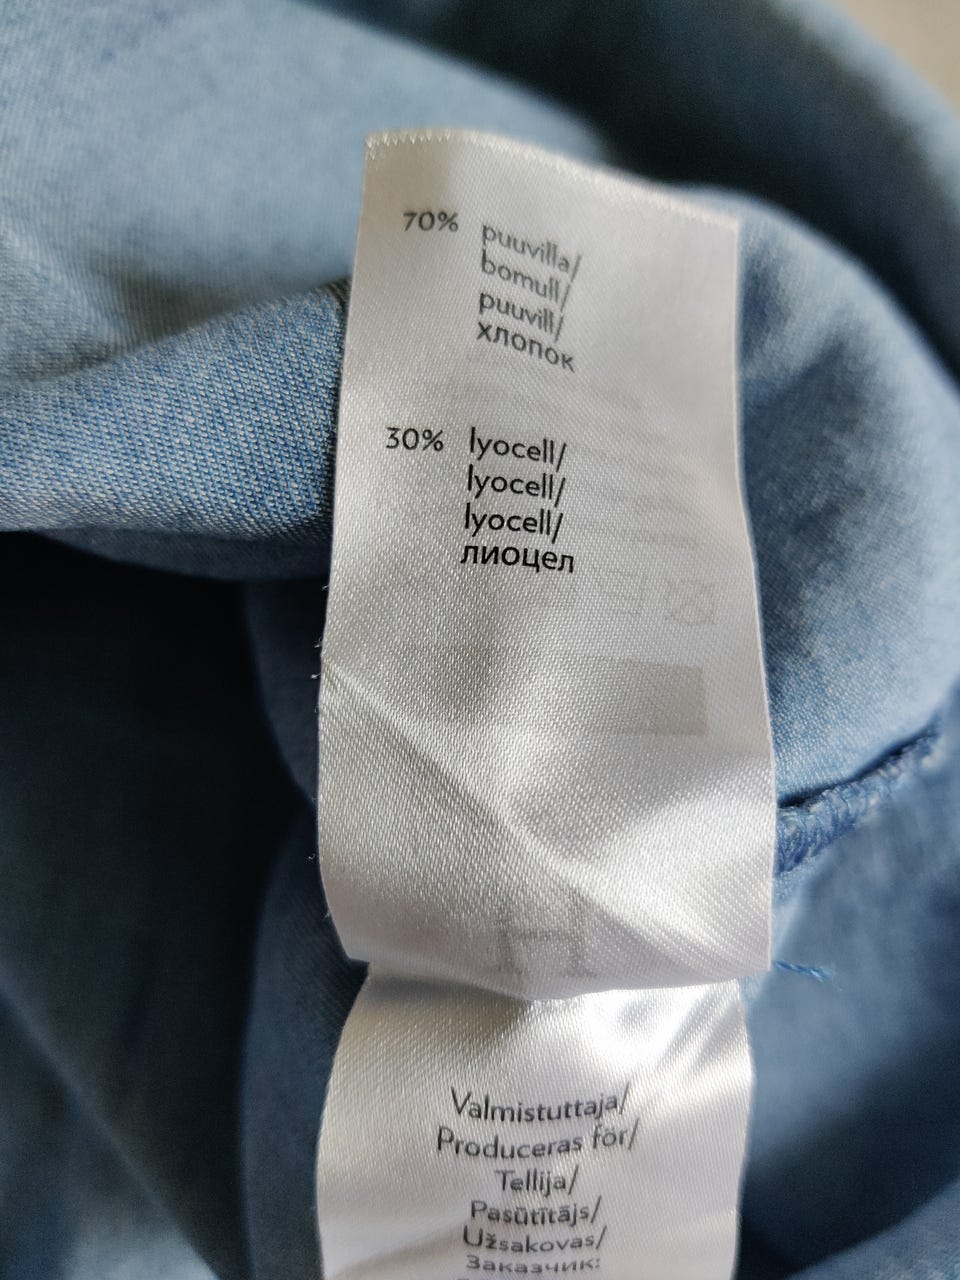 70% puuvilla/
bomull/
puuvill/
хлопок
30% lyocell/
lyocell/
lyocell/
лиоцел
Valmistuttaja/
Produceras för/
Tellija/
Pasūtītājs/
Užsakovas/
Заказчик: